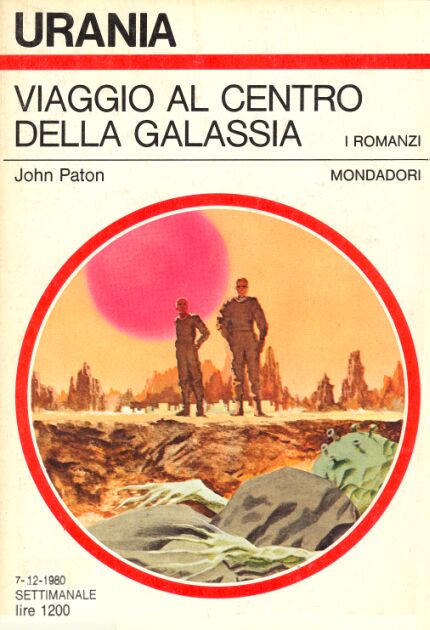 URANIA
VIAGGIO AL CENTRO
DELLA GALASSIA
I ROMANZI
John Paton
MONDADORI
7-12-1980
SETTIMANALE
lire 1200